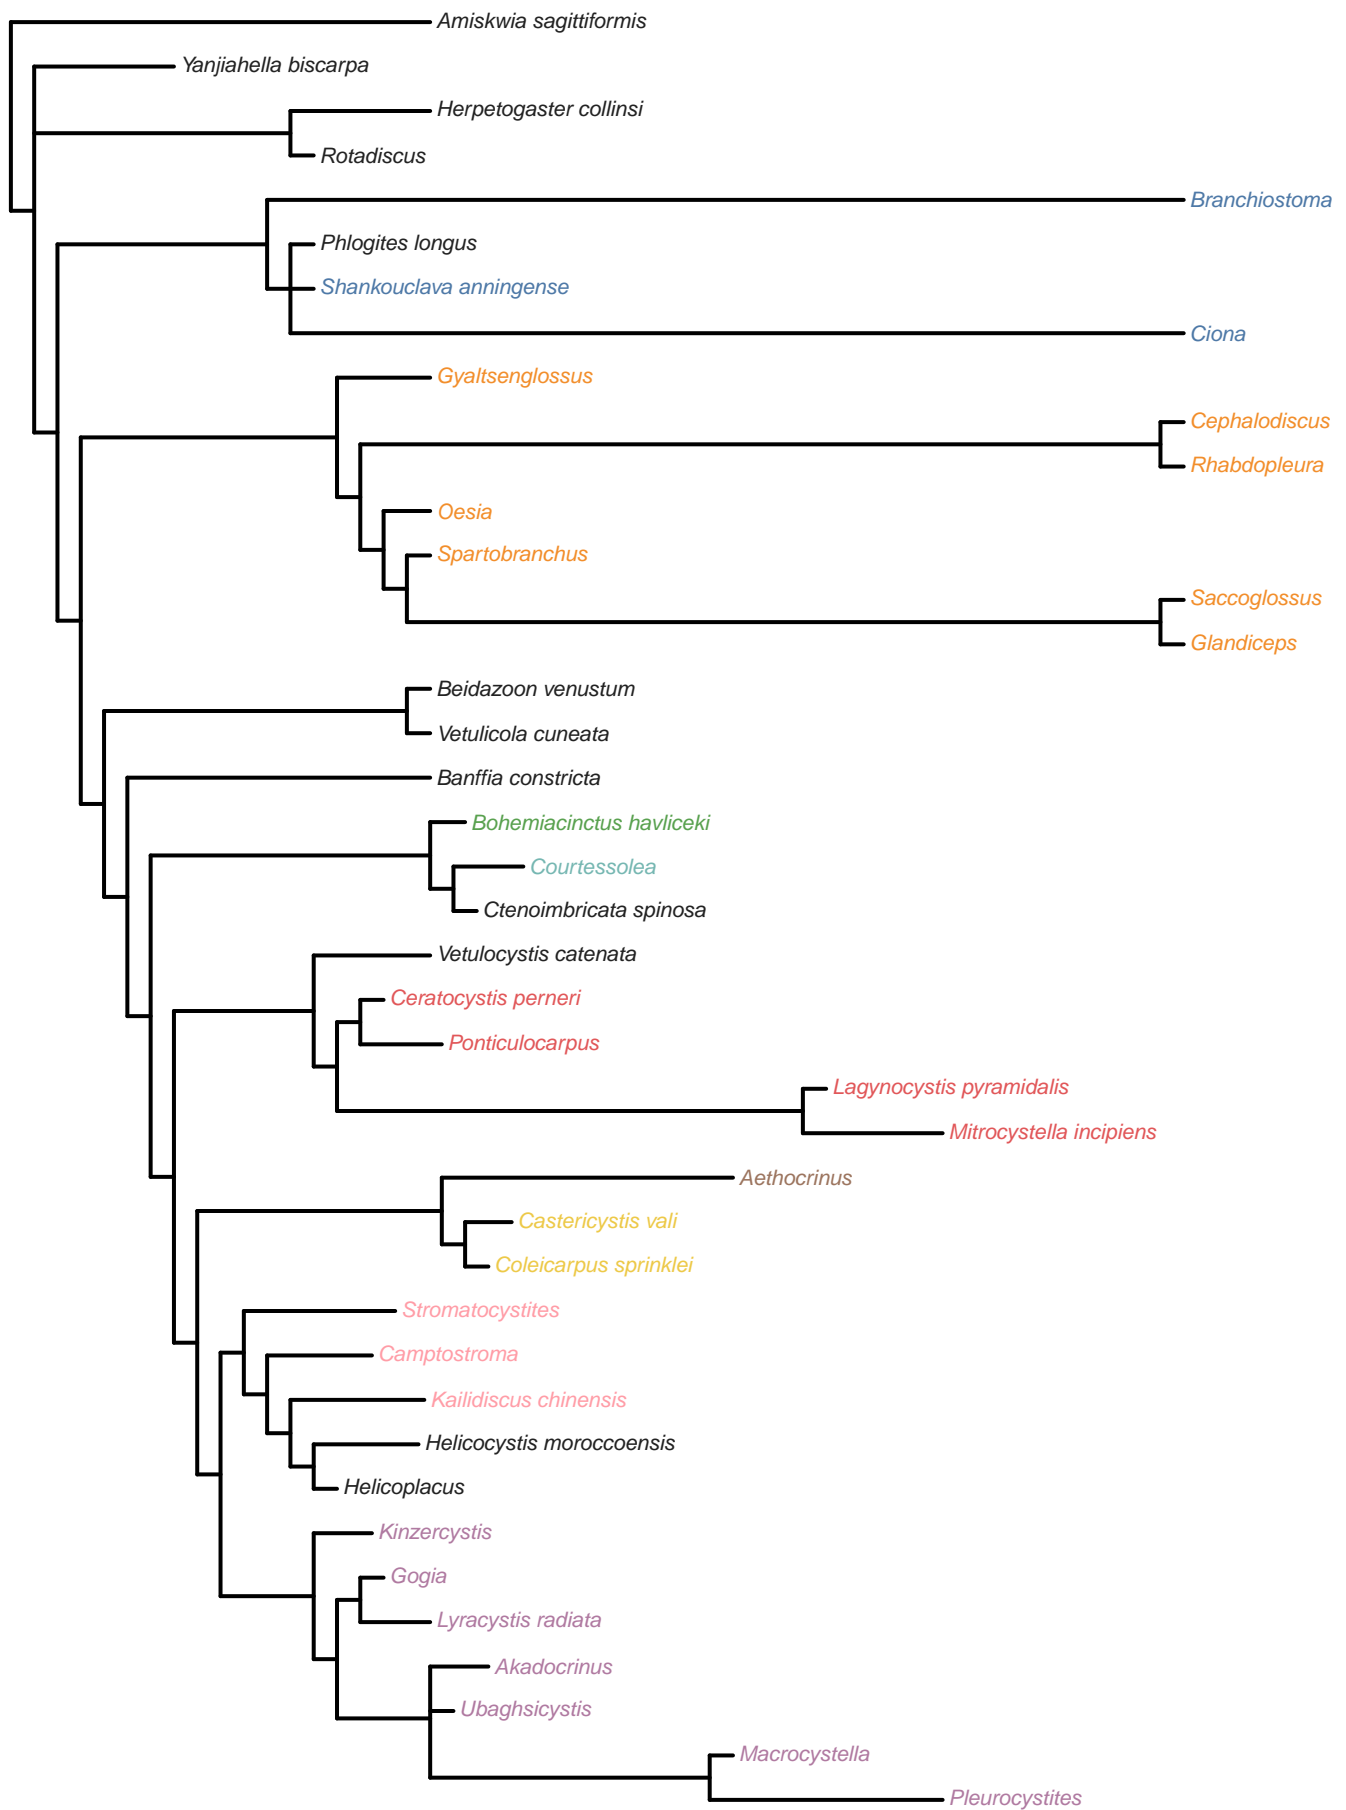 Amiskwia sagittiformis
Yanjiahella biscarpa
Herpetogaster collinsi
Rotadiscus
Branchiostoma
Phlogites longus
Shankouclava anningense
Ciona
Gyaltsenglossus
Cephalodiscus
Rhabdopleura
Oesia
Spartobranchus
Saccoglossus
Glandiceps
Beidazoon venustum
Vetulicola cuneata
Banffia constricta
Bohemiacinctus havliceki
Courtessolea
Ctenoimbricata spinosa
Vetulocystis catenata
Ceratocystis perneri
Ponticulocarpus
Lagynocystis pyramidalis
Mitrocystella incipiens
Aethocrinus
Castericystis vali
Coleicarpus sprinklei
Stromatocystites
Camptostroma
Kailidiscus chinensis
Helicocystis moroccoensis
Helicoplacus
Kinzercystis
Gogia
Lyracystis radiata
Akadocrinus
Ubaghsicystis
Macrocystella
Pleurocystites